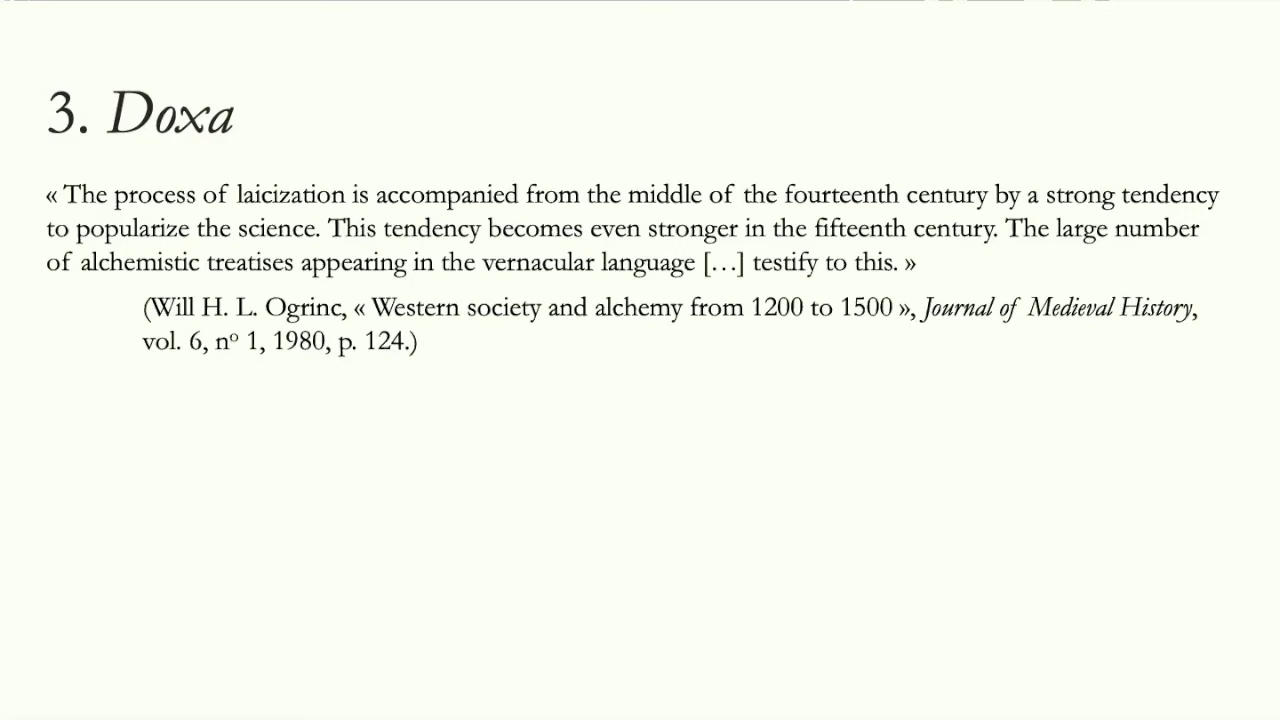 3. Doxa
« The process of laicization is accompanied from the middle of the fourteenth century by a strong tendency
to popularize the science. This tendency becomes even stronger in the fifteenth century. The large number
of alchemistic treatises appearing in the vernacular language […] testify to this. »
(Will H. L. Ogrinc, « Western society and alchemy from 1200 to 1500 », Journal of Medieval History,
vol. 6, nº 1, 1980, p. 124.)